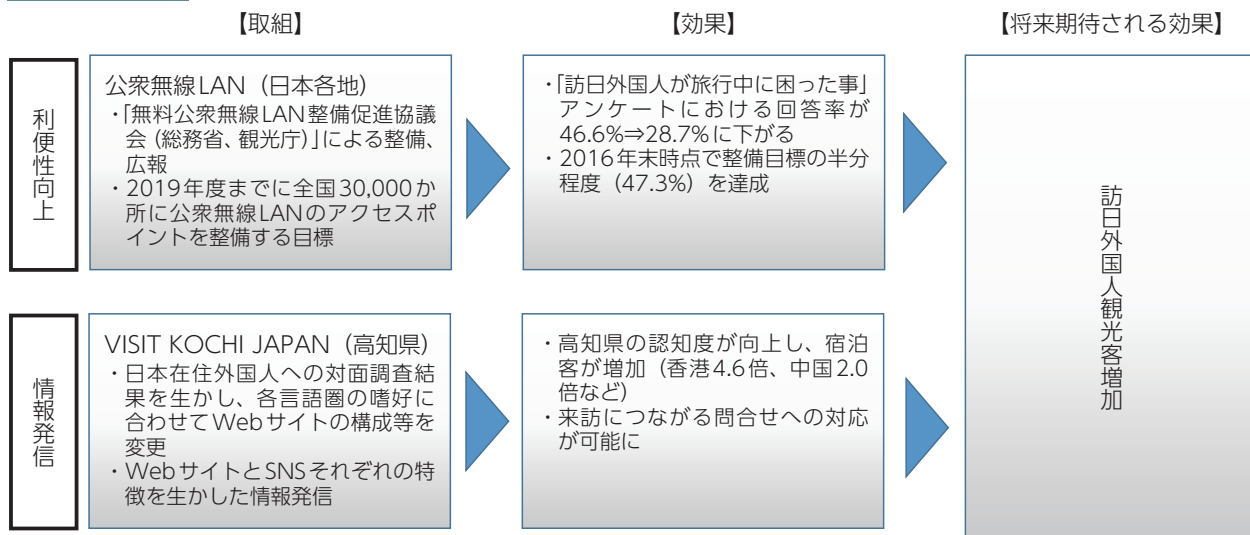 【取組】
【効果】
【将来期待される効果】
利便性向上
公衆無線LAN（日本各地）
・「無料公衆無線LAN整備促進協議
会（総務省、観光庁）」による整備、
広報
・2019年度までに全国30,000か
所に公衆無線LANのアクセスポ
イントを整備する目標
・「訪日外国人が旅行中に困った事」
アンケートにおける回答率が
46.6%⇒28.7%に下がる
・2016年末時点で整備目標の半分
程度（47.3%）を達成
訪日外国人観光客増加
情報発信
VISIT KOCHI JAPAN（高知県）
・日本在住外国人への対面調査結
果を生かし、各言語圏の嗜好に
合わせてWebサイトの構成等を
変更
・WebサイトとSNSそれぞれの特
徴を生かした情報発信
・高知県の認知度が向上し、宿泊
客が増加（香港4.6倍、中国2.0
倍など）
・来訪につながる問合せへの対応
が可能に